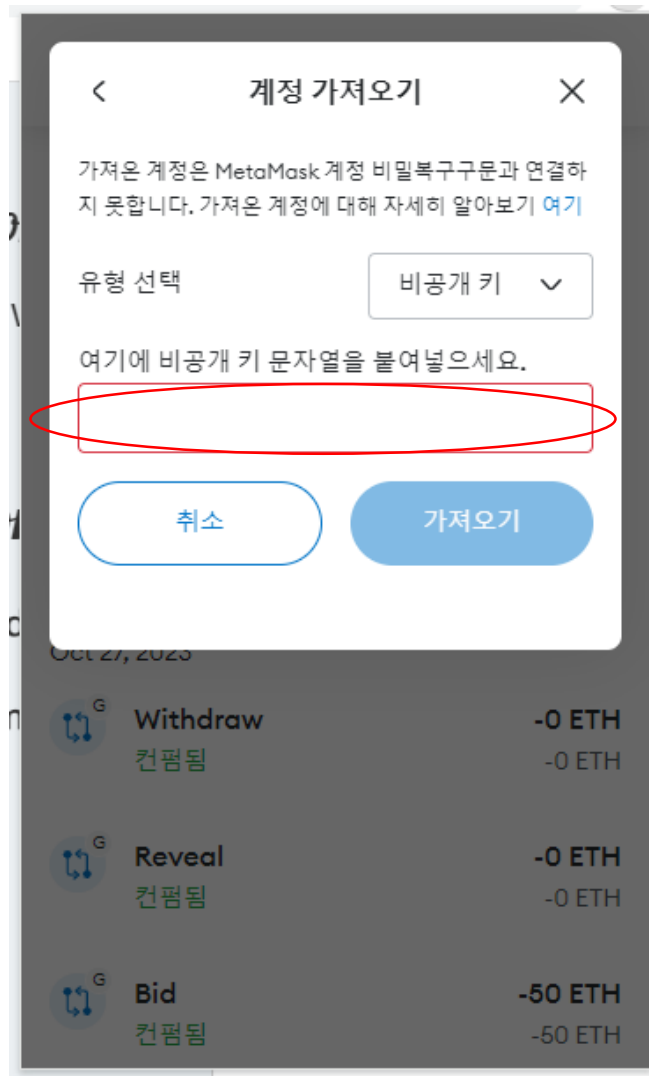 계정 가져오기
가져온 계정은 MetaMask 계정 비밀복구구문과 연결하
지 못합니다. 가져온 계정에 대해 자세히 알아보기 여기
유형 선택
비공개 키
여기에 비공개 키 문자열을 붙여넣으세요.
취소
가져오기
Oct 27, 2023
G
Withdraw
-0 ETH
컨펌됨
-0 ETH
G
Reveal
-0 ETH
컨펌됨
-0 ETH
G
Bid
-50 ETH
컨펌됨
-50 ETH